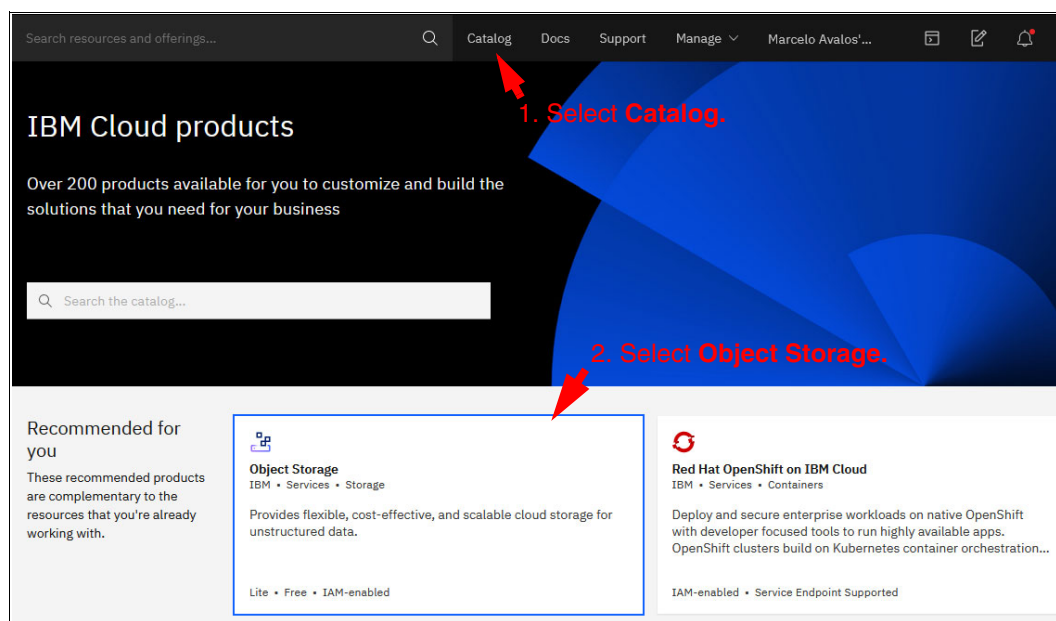 Search resources and offerings...
Catalog
Docs
Support
Manage
Marcelo Avalos'...
1. Select Catalog.
IBM Cloud products
Over 200 products available for you to customize and build the
solutions that you need for your business
Search the catalog...
2. Select Object Storage.
Recommended for
you
These recommended products
are complementary to the
resources that you're already
working with.
Object Storage
IBM • Services • Storage
Provides flexible, cost-effective, and scalable cloud storage for
unstructured data.
Lite • Free • IAM-enabled
Red Hat OpenShift on IBM Cloud
IBM • Services • Containers
Deploy and secure enterprise workloads on native OpenShift
with developer focused tools to run highly available apps.
OpenShift clusters build on Kubernetes container orchestration...
IAM-enabled • Service Endpoint Supported